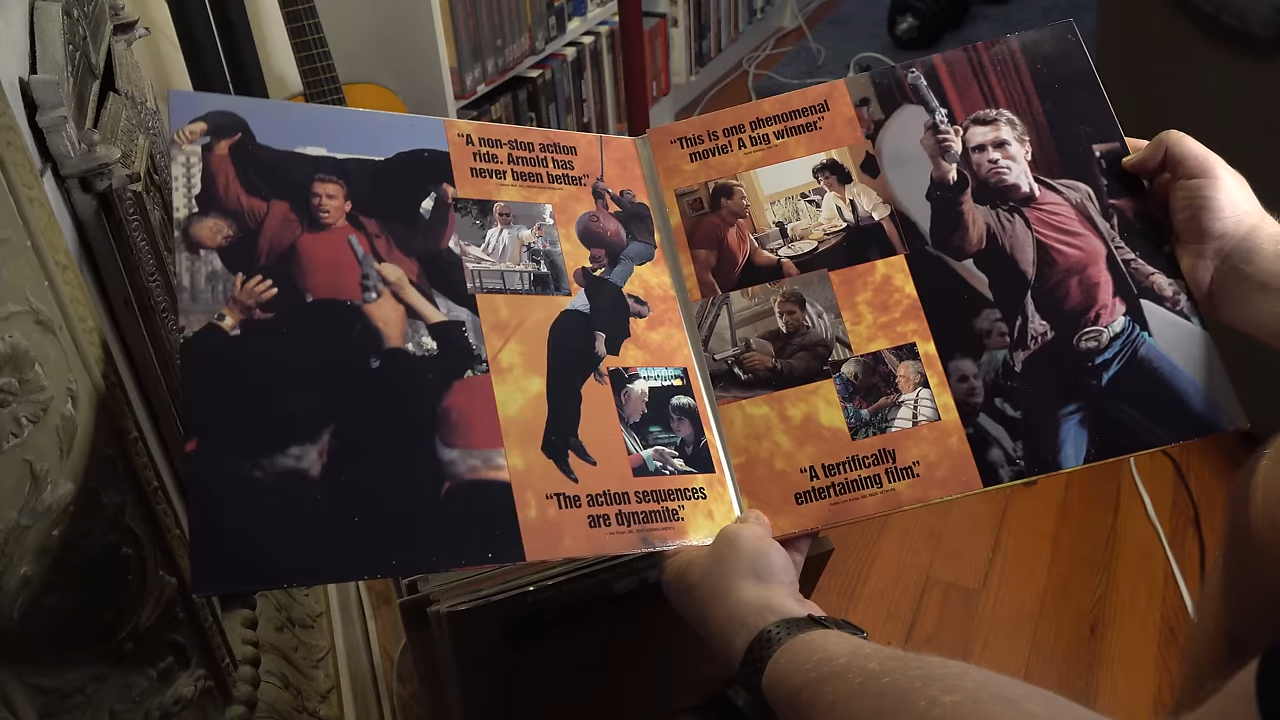 “A non-stop action
ride. Arnold has
never been better.”
“The action sequences
are dynamite.”
“This is one phenomenal
movie! A big winner.”
“A terrifically
entertaining film.”